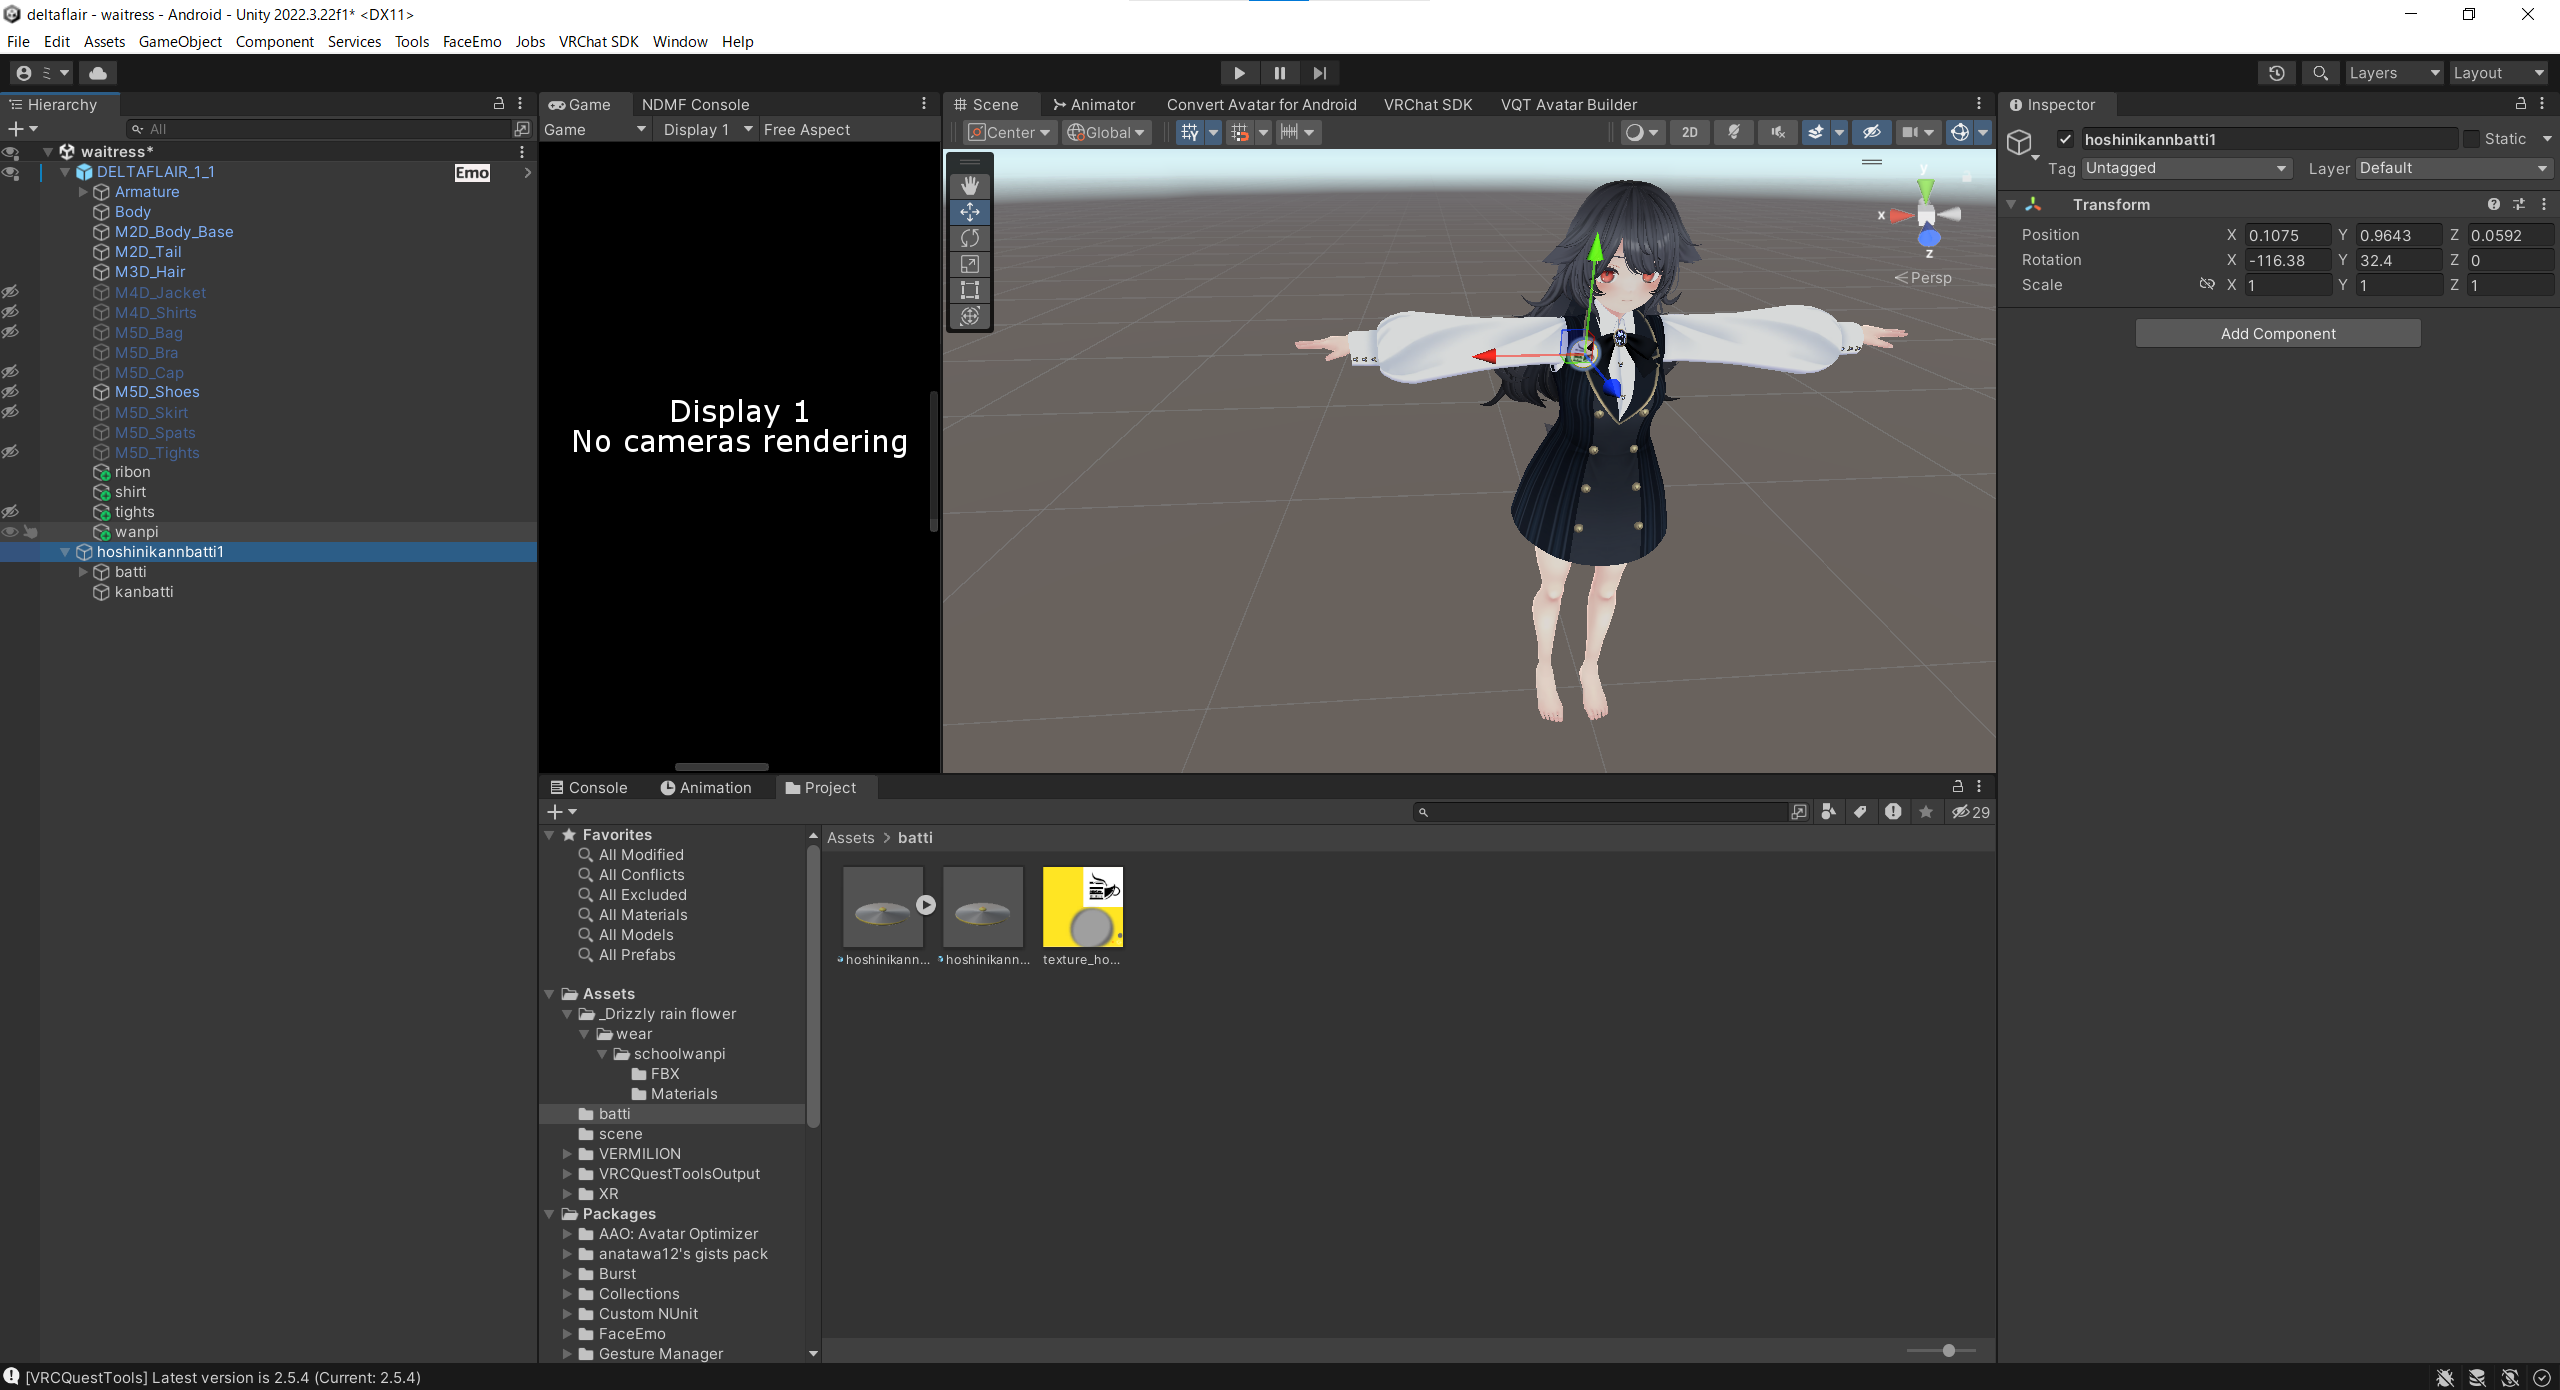 deltaflair - waitress - Android - Unity 2022.3.22f1* <DX11>
File Edit Assets GameObject Component Services Tools FaceEmo Jobs VRChat SDK Window Help
Layers Layout
Hierarchy
All
waitress*
DELTAFLAIR_1_1 Emo
Armature
Body
M2D_Body_Base
M2D_Tail
M3D_Hair
M4D_Jacket
M4D_Shirts
M5D_Bag
M5D_Bra
M5D_Cap
M5D_Shoes
M5D_Skirt
M5D_Spats
M5D_Tights
ribon
shirt
tights
wanpi
hoshinikannbatti1
batti
kanbatti
Game NDMF Console
Game Display 1 Free Aspect
Display 1
No cameras rendering
Scene Animator Convert Avatar for Android VRChat SDK VQT Avatar Builder
Center Global 2D
y
x
z
Persp
Inspector
hoshinikannbatti1 Static
Tag Untagged Layer Default
Transform
Position X 0.1075 Y 0.9643 Z 0.0592
Rotation X -116.38 Y 32.4 Z 0
Scale X 1 Y 1 Z 1
Add Component
Console Animation Project
29
Favorites
All Modified
All Conflicts
All Excluded
All Materials
All Models
All Prefabs
Assets
_Drizzly rain flower
wear
schoolwanpi
FBX
Materials
batti
scene
VERMILION
VRCQuestToolsOutput
XR
Packages
AAO: Avatar Optimizer
anatawa12's gists pack
Burst
Collections
Custom NUnit
FaceEmo
Gesture Manager
Assets > batti
hoshinikann... hoshinikann... texture_ho...
[VRCQuestTools] Latest version is 2.5.4 (Current: 2.5.4)